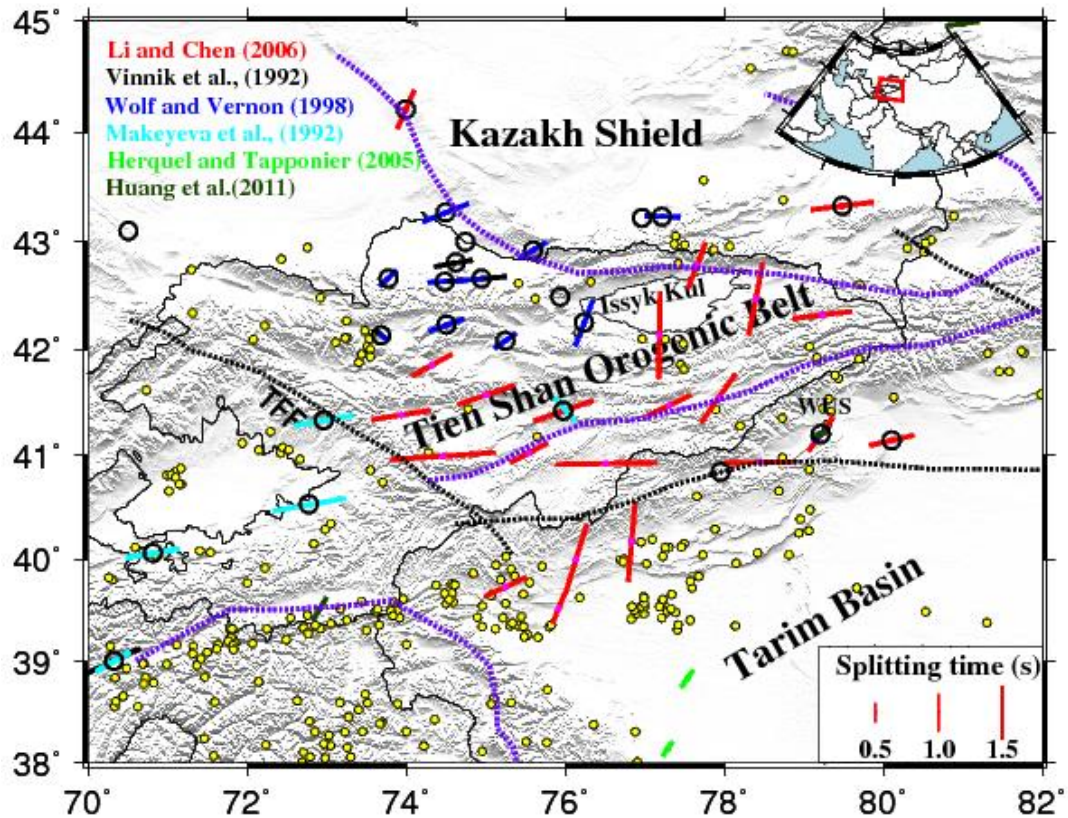 45°
44°
43°
42°
41°
40°
39°
38°
Li and Chen (2006)
Vinnik et al., (1992)
Wolf and Vernon (1998)
Makeyeva et al., (1992)
Herquel and Tapponier (2005)
Huang et al.(2011)
Kazakh Shield
Issyk Kul
Tien Shan Orogenic Belt
TFF
WUS
Tarim Basin
Splitting time (s)
0.5 1.0 1.5
70 72 74 76 78 80 82